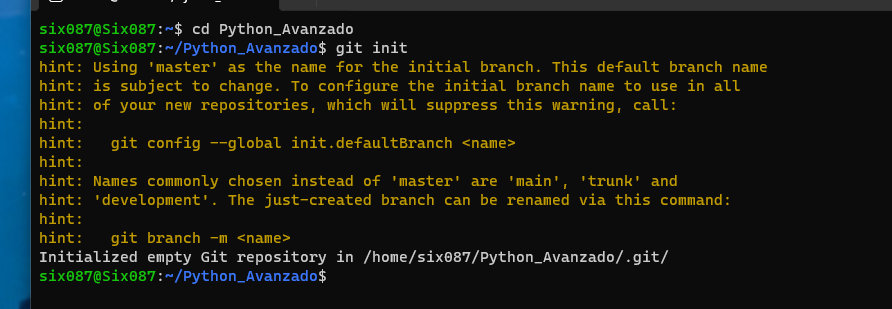 six087@Six087:~$ cd Python_Avanzado
six087@Six087:~/Python_Avanzado$ git init
hint: Using 'master' as the name for the initial branch. This default branch name
hint: is subject to change. To configure the initial branch name to use in all
hint: of your new repositories, which will suppress this warning, call:
hint:
hint:   git config --global init.defaultBranch <name>
hint:
hint: Names commonly chosen instead of 'master' are 'main', 'trunk' and
hint: 'development'. The just-created branch can be renamed via this command:
hint:
hint:   git branch -m <name>
Initialized empty Git repository in /home/six087/Python_Avanzado/.git/
six087@Six087:~/Python_Avanzado$